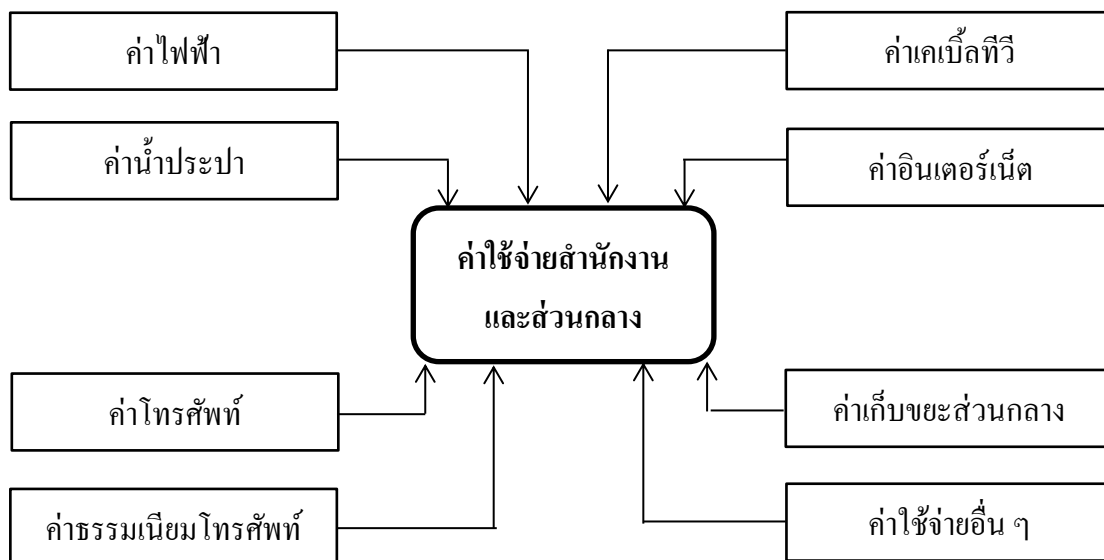 ค่าไฟฟ้า
ค่าเคเบิ้ลทีวี
ค่าน้ำประปา
ค่าอินเตอร์เน็ต
ค่าใช้จ่ายสำนักงาน
และส่วนกลาง
ค่าโทรศัพท์
ค่าเก็บขยะส่วนกลาง
ค่าธรรมเนียมโทรศัพท์
ค่าใช้จ่ายอื่น ๆ